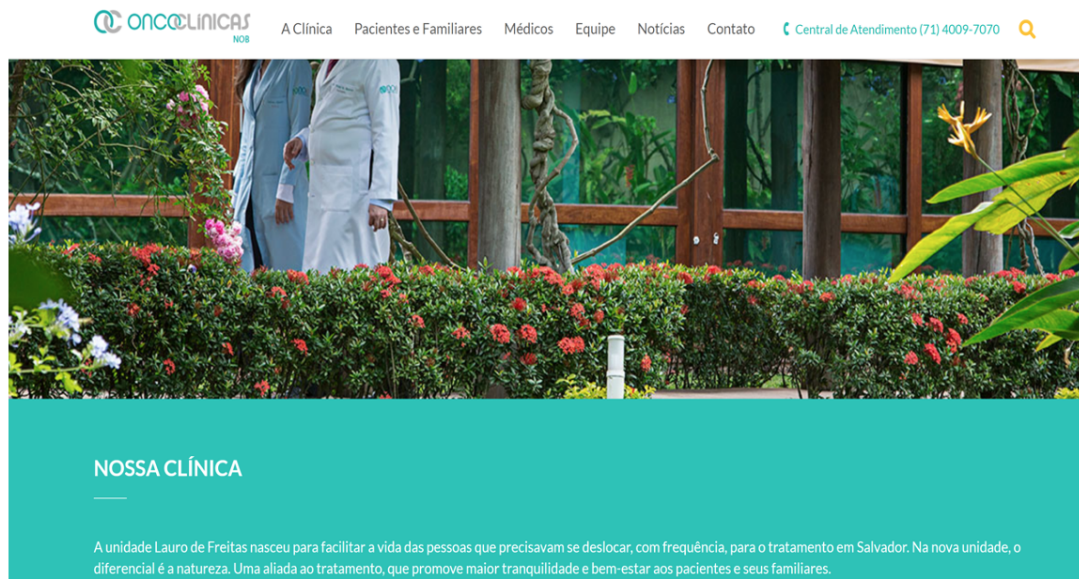 ONCOCLÍNICAS
NOB
A Clínica Pacientes e Familiares Médicos Equipe Notícias Contato Central de Atendimento (71) 4009-7070
NOSSA CLÍNICA
A unidade Lauro de Freitas nasceu para facilitar a vida das pessoas que precisavam se deslocar, com frequência, para o tratamento em Salvador. Na nova unidade, o
diferencial é a natureza. Uma aliada ao tratamento, que promove maior tranquilidade e bem-estar aos pacientes e seus familiares.